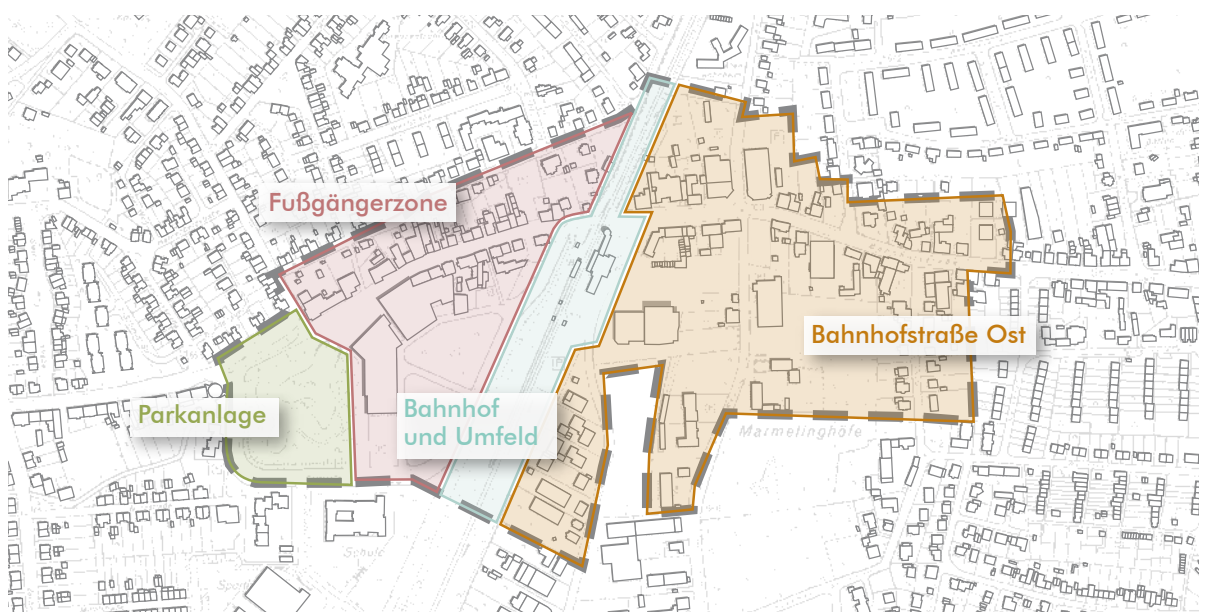 Fußgängerzone
Bahnhofstraße Ost
Parkanlage
Bahnhof
und Umfeld
Marmelinghöfe
Schule
P
P